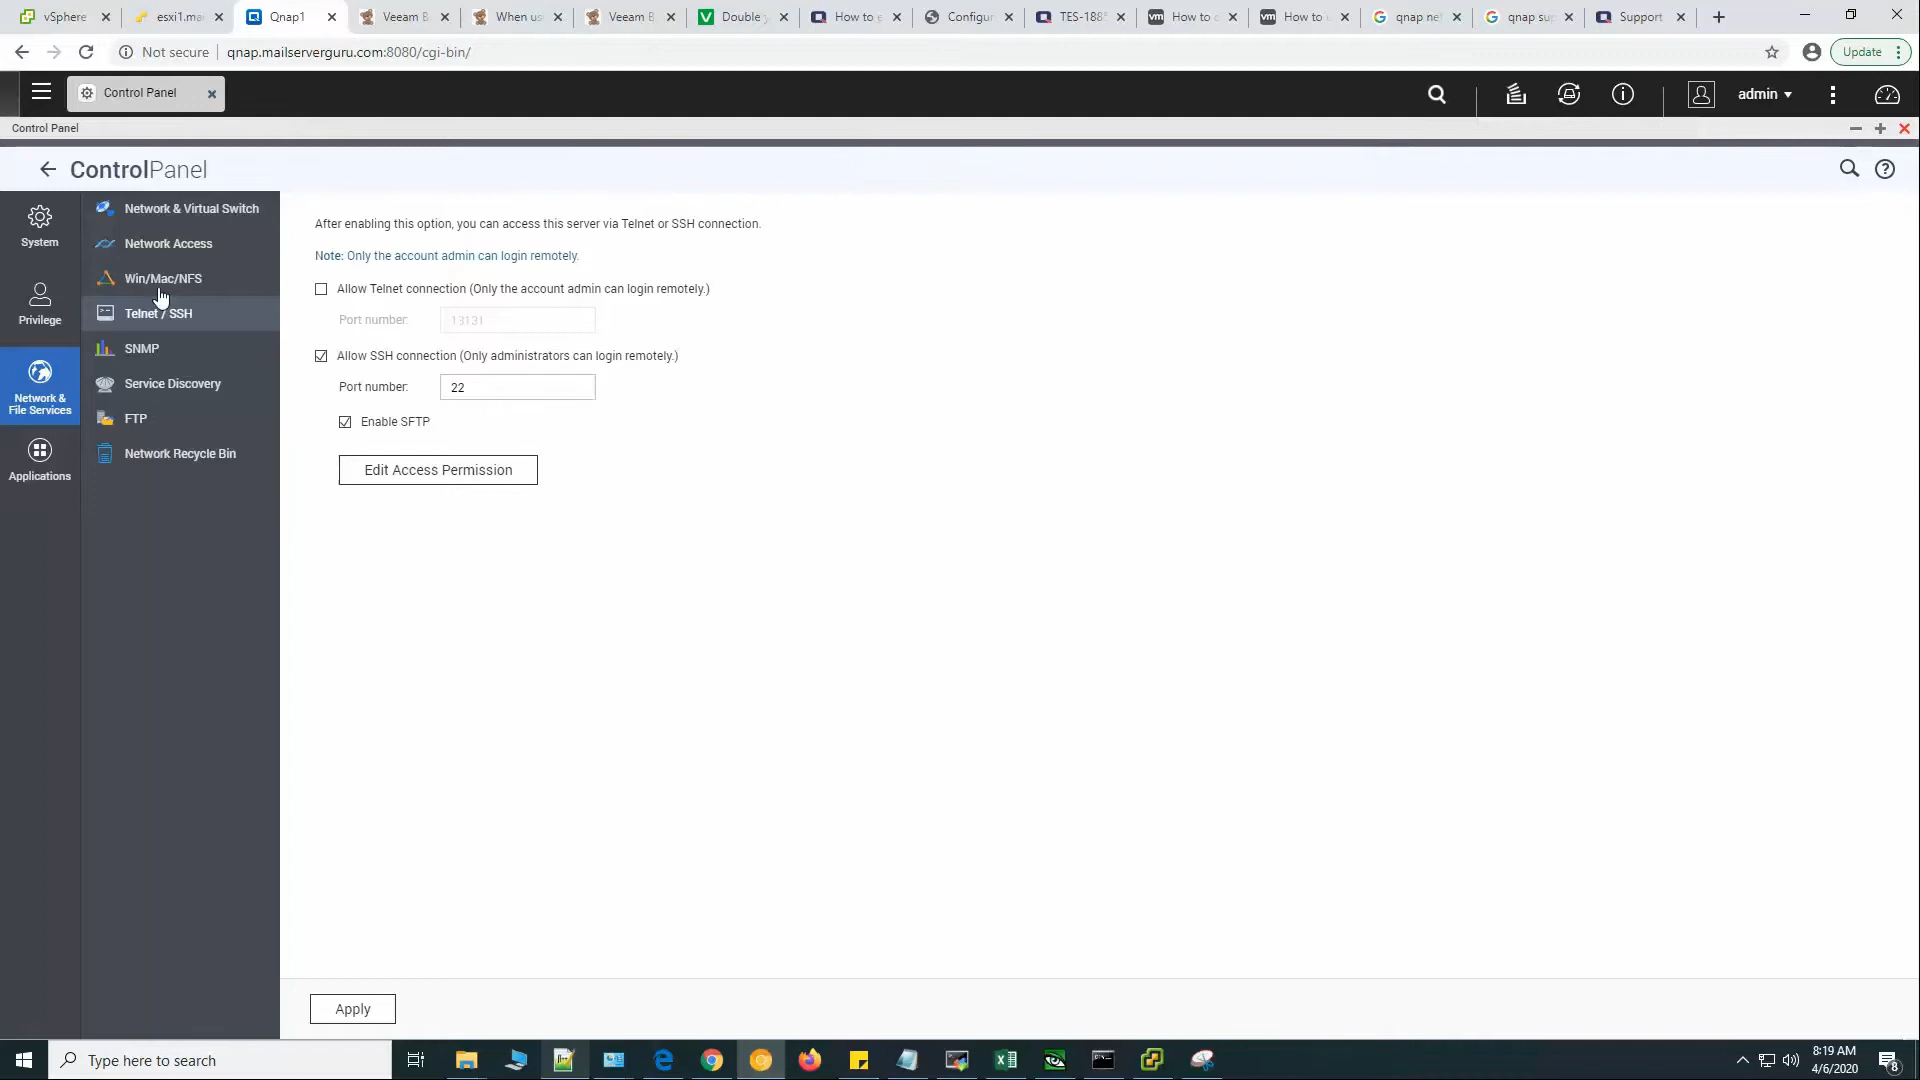 vSphere
esxi1.ma
Qnap1
Veeam B
When us
Veeam B
Double
How to e
Configur
TES-188
How to
How to
qnap ne
qnap su
Support
Not secure
qnap.mailserverguru.com:8080/cgi-bin/
Update
Control Panel
admin
Control Panel
ControlPanel
System
Privilege
Network &
File Services
Applications
Network & Virtual Switch
Network Access
Win/Mac/NFS
Telnet / SSH
SNMP
Service Discovery
FTP
Network Recycle Bin
After enabling this option, you can access this server via Telnet or SSH connection.
Note: Only the account admin can login remotely.
Allow Telnet connection (Only the account admin can login remotely.)
Port number: 13131
Allow SSH connection (Only administrators can login remotely.)
Port number: 22
Enable SFTP
Edit Access Permission
Apply
Type here to search
8:19 AM
4/6/2020
8